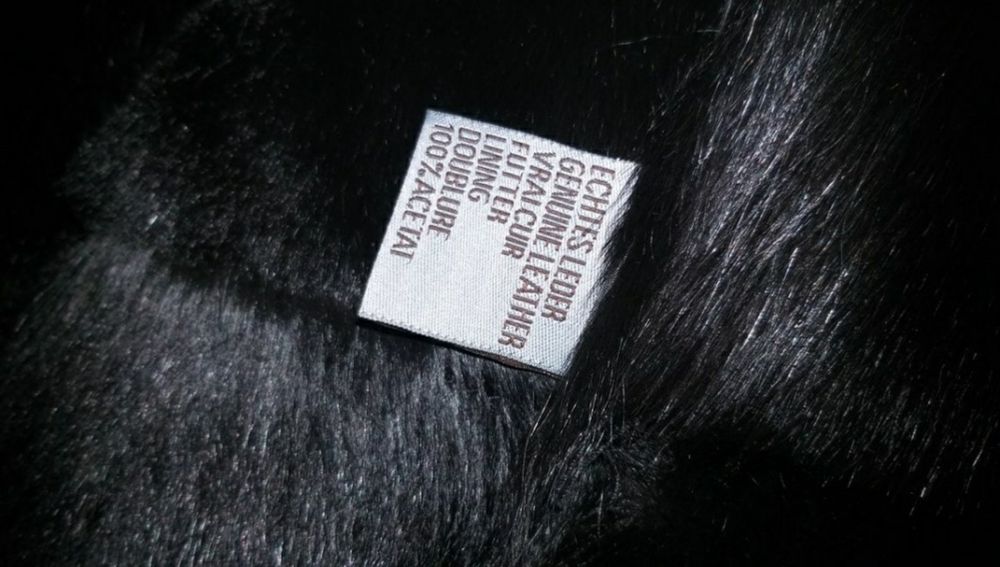 ECHTES LEDER
GENUINE LEATHER
VRAI CUIR
FUTTER
LINING
DOUBLURE
100% ACETAT